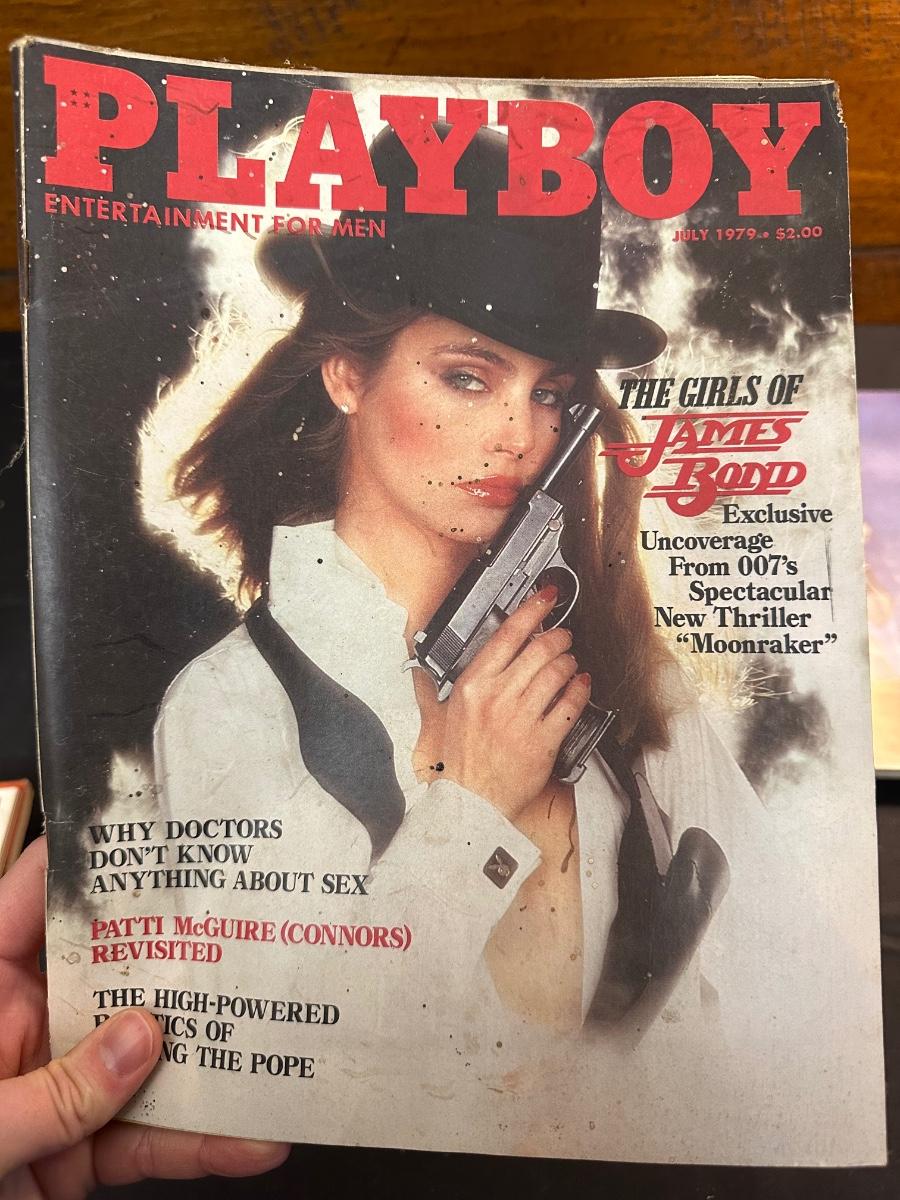 PLAYBOY
ENTERTAINMENT FOR MEN
JULY 1979 • $2.00
THE GIRLS OF
JAMES
BOND
Exclusive
Uncoverage
From 007's
Spectacular
New Thriller
"Moonraker"
WHY DOCTORS
DON'T KNOW
ANYTHING ABOUT SEX
PATTI McGUIRE (CONNORS)
REVISITED
THE HIGH-POWERED
OF
THE POPE